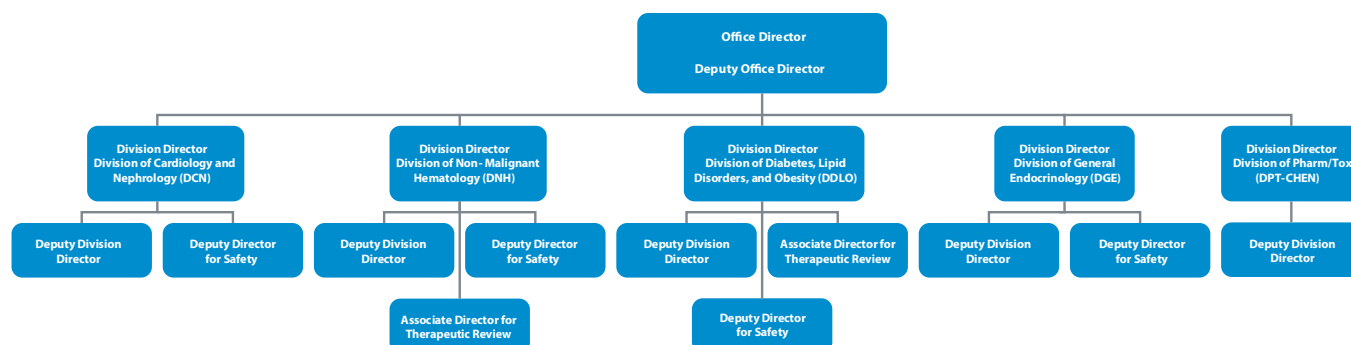 Office Director
Deputy Office Director
Division Director
Division of Cardiology and
Nephrology (DCN)
Division Director
Division of Non- Malignant
Hematology (DNH)
Division Director
Division of Diabetes, Lipid
Disorders, and Obesity (DDLO)
Division Director
Division of General
Endocrinology (DGE)
Division Director
Division of Pharm/Tox
(DPT-CHEN)
Deputy Division
Director
Deputy Director
for Safety
Deputy Division
Director
Deputy Director
for Safety
Deputy Division
Director
Associate Director for
Therapeutic Review
Deputy Division
Director
Deputy Director
for Safety
Deputy Division
Director
Associate Director for
Therapeutic Review
Deputy Director
for Safety